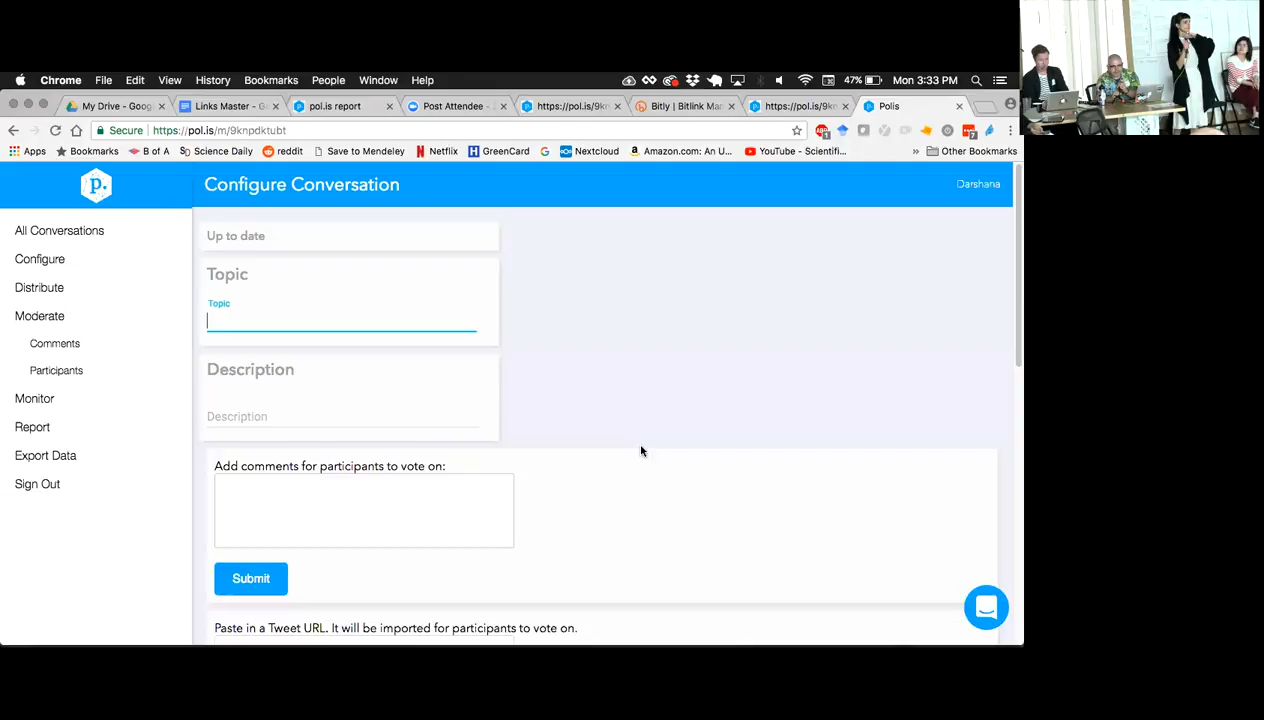 Chrome File Edit View History Bookmarks People Window Help 47% Mon 3:33 PM
My Drive - Goog Links Master - G pol.is report Post Attendee - Z https://pol.is/9kn Bitly | Bitlink Man https://pol.is/9kn Polis
Secure https://pol.is/m/9knpdktubt
Apps Bookmarks B of A Science Daily reddit Save to Mendeley Netflix GreenCard Nextcloud Amazon.com: An U... YouTube - Scientifi... » Other Bookmarks
p. Configure Conversation Darshana
All Conversations
Configure
Distribute
Moderate
Comments
Participants
Monitor
Report
Export Data
Sign Out
Up to date
Topic
Topic
Description
Description
Add comments for participants to vote on:
Submit
Paste in a Tweet URL. It will be imported for participants to vote on.